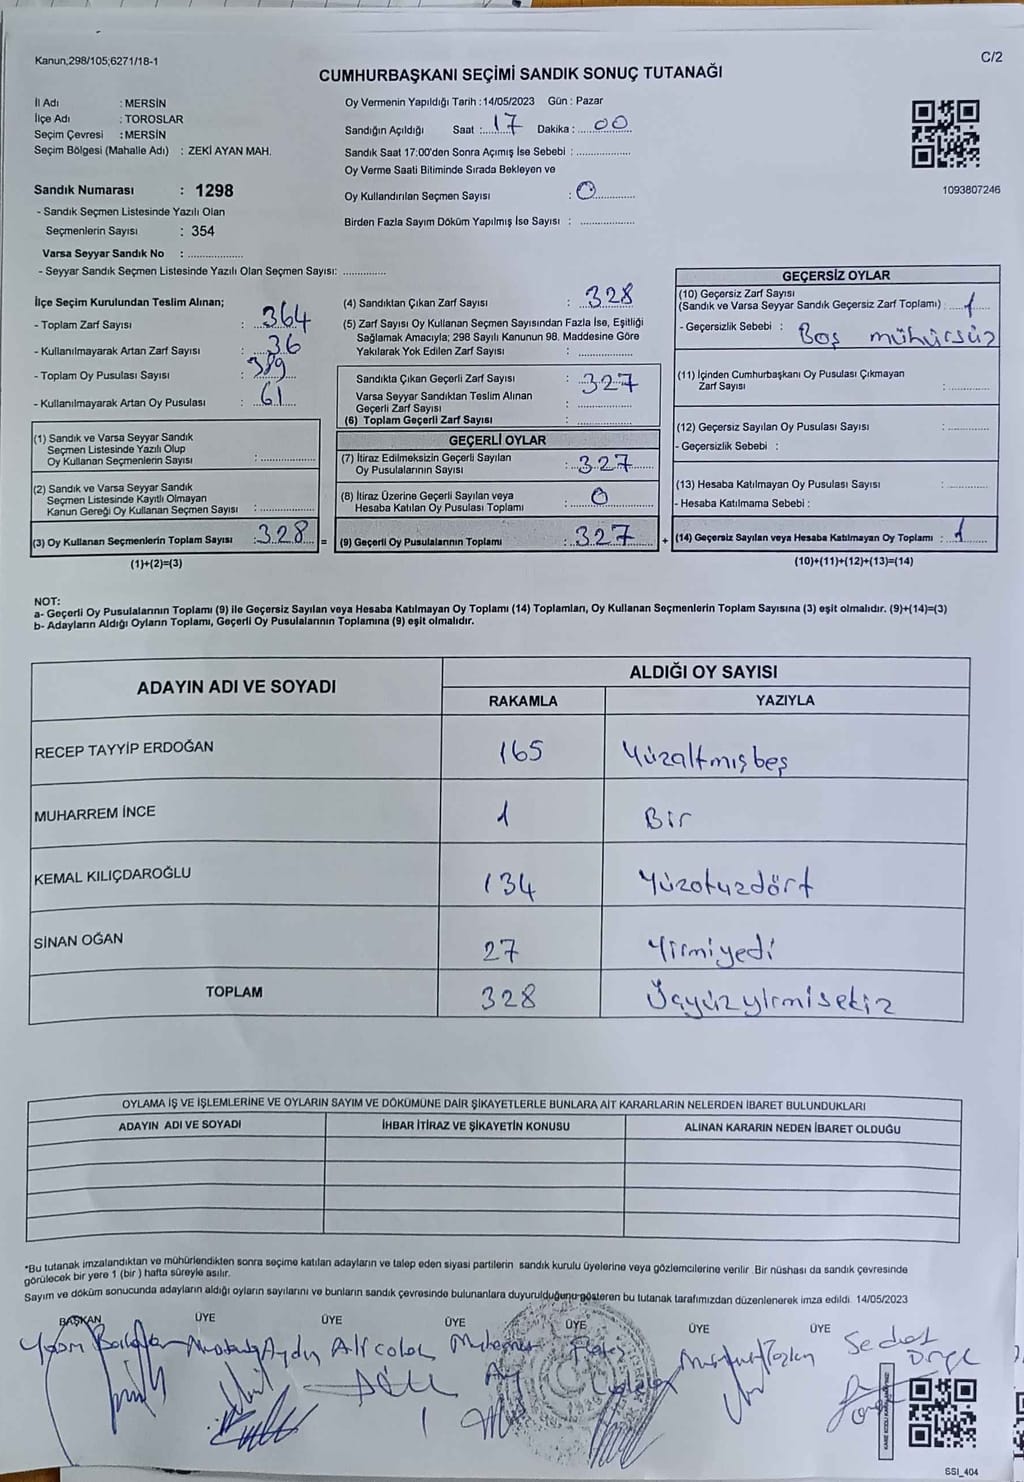 Kanun,298/105;6271/18-1
C/2
CUMHURBAŞKANI SEÇİMİ SANDIK SONUÇ TUTANAĞI
İl Adı : MERSİN
İlçe Adı : TOROSLAR
Seçim Çevresi : MERSİN
Seçim Bölgesi (Mahalle Adı) : ZEKİ AYAN MAH.
Sandık Numarası : 1298
- Sandık Seçmen Listesinde Yazılı Olan
Seçmenlerin Sayısı : 354
Varsa Seyyar Sandık No : ................
- Seyyar Sandık Seçmen Listesinde Yazılı Olan Seçmen Sayısı: ............
Oy Vermenin Yapıldığı Tarih :14/05/2023 Gün : Pazar
Sandığın Açıldığı Saat : 17 Dakika : 00
Sandık Saat 17:00'den Sonra Açımış İse Sebebi : ................
Oy Verme Saati Bitiminde Sırada Bekleyen ve
Oy Kullandırılan Seçmen Sayısı : 0
Birden Fazla Sayım Döküm Yapılmış İse Sayısı : ................
1093807246
İlçe Seçim Kurulundan Teslim Alınan;
- Toplam Zarf Sayısı : 364
- Kullanılmayarak Artan Zarf Sayısı : 36
- Toplam Oy Pusulası Sayısı : 389
- Kullanılmayarak Artan Oy Pusulası : 61
(1) Sandık ve Varsa Seyyar Sandık
Seçmen Listesinde Yazılı Olup
Oy Kullanan Seçmenlerin Sayısı : ................
(2) Sandık ve Varsa Seyyar Sandık
Seçmen Listesinde Kayıtlı Olmayan
Kanun Gereği Oy Kullanan Seçmen Sayısı : ................
(3) Oy Kullanan Seçmenlerin Toplam Sayısı : 328 =
(1)+(2)=(3)
(4) Sandıktan Çıkan Zarf Sayısı : 328
(5) Zarf Sayısı Oy Kullanan Seçmen Sayısından Fazla İse, Eşitliği
Sağlamak Amacıyla; 298 Sayılı Kanunun 98. Maddesine Göre
Yakılarak Yok Edilen Zarf Sayısı : ................
Sandıkta Çıkan Geçerli Zarf Sayısı : 327
Varsa Seyyar Sandıktan Teslim Alınan
Geçerli Zarf Sayısı : ................
(6) Toplam Geçerli Zarf Sayısı : ................
GEÇERLİ OYLAR
(7) İtiraz Edilmeksizin Geçerli Sayılan
Oy Pusulalarının Sayısı : 327
(8) İtiraz Üzerine Geçerli Sayılan veya
Hesaba Katılan Oy Pusulası Toplamı : 0
(9) Geçerli Oy Pusulalarının Toplamı : 327 +
GEÇERSİZ OYLAR
(10) Geçersiz Zarf Sayısı
(Sandık ve Varsa Seyyar Sandık Geçersiz Zarf Toplamı) : 1
- Geçersizlik Sebebi : Boş mühürsüz
(11) İçinden Cumhurbaşkanı Oy Pusulası Çıkmayan
Zarf Sayısı : ............
(12) Geçersiz Sayılan Oy Pusulası Sayısı : ............
- Geçersizlik Sebebi :
(13) Hesaba Katılmayan Oy Pusulası Sayısı : ............
- Hesaba Katılmama Sebebi :
(14) Geçersiz Sayılan veya Hesaba Katılmayan Oy Toplamı : 1
(10)+(11)+(12)+(13)=(14)
NOT:
a- Geçerli Oy Pusulalarının Toplamı (9) ile Geçersiz Sayılan veya Hesaba Katılmayan Oy Toplamı (14) Toplamları, Oy Kullanan Seçmenlerin Toplam Sayısına (3) eşit olmalıdır. (9)+(14)=(3)
b- Adayların Aldığı Oyların Toplamı, Geçerli Oy Pusulalarının Toplamına (9) eşit olmalıdır.
ADAYIN ADI VE SOYADI ALDIĞI OY SAYISI
RAKAMLA YAZIYLA
RECEP TAYYİP ERDOĞAN 165 Yüzaltmışbeş
MUHARREM İNCE 1 Bir
KEMAL KILIÇDAROĞLU 134 Yüzotuzdört
SİNAN OĞAN 27 Yirmiyedi
TOPLAM 328 Üçyüzyirmisekiz
OYLAMA İŞ VE İŞLEMLERİNE VE OYLARIN SAYIM VE DÖKÜMÜNE DAİR ŞİKAYETLERLE BUNLARA AİT KARARLARIN NELERDEN İBARET BULUNDUKLARI
ADAYIN ADI VE SOYADI İHBAR İTİRAZ VE ŞİKAYETİN KONUSU ALINAN KARARIN NEDEN İBARET OLDUĞU
*Bu tutanak imzalandıktan ve mühürlendikten sonra seçime katılan adayların ve talep eden siyasi partilerin sandık kurulu üyelerine veya gözlemcilerine verilir .Bir nüshası da sandık çevresinde
görülecek bir yere 1 (bir ) hafta süreyle asılır.
Sayım ve döküm sonucunda adayların aldığı oyların sayılarını ve bunların sandık çevresinde bulunanlara duyurulduğunu gösteren bu tutanak tarafımızdan düzenlenerek imza edildi. 14/05/2023
BAŞKAN ÜYE ÜYE ÜYE ÜYE ÜYE ÜYE
Aydın Ali Sedat
SSI_404